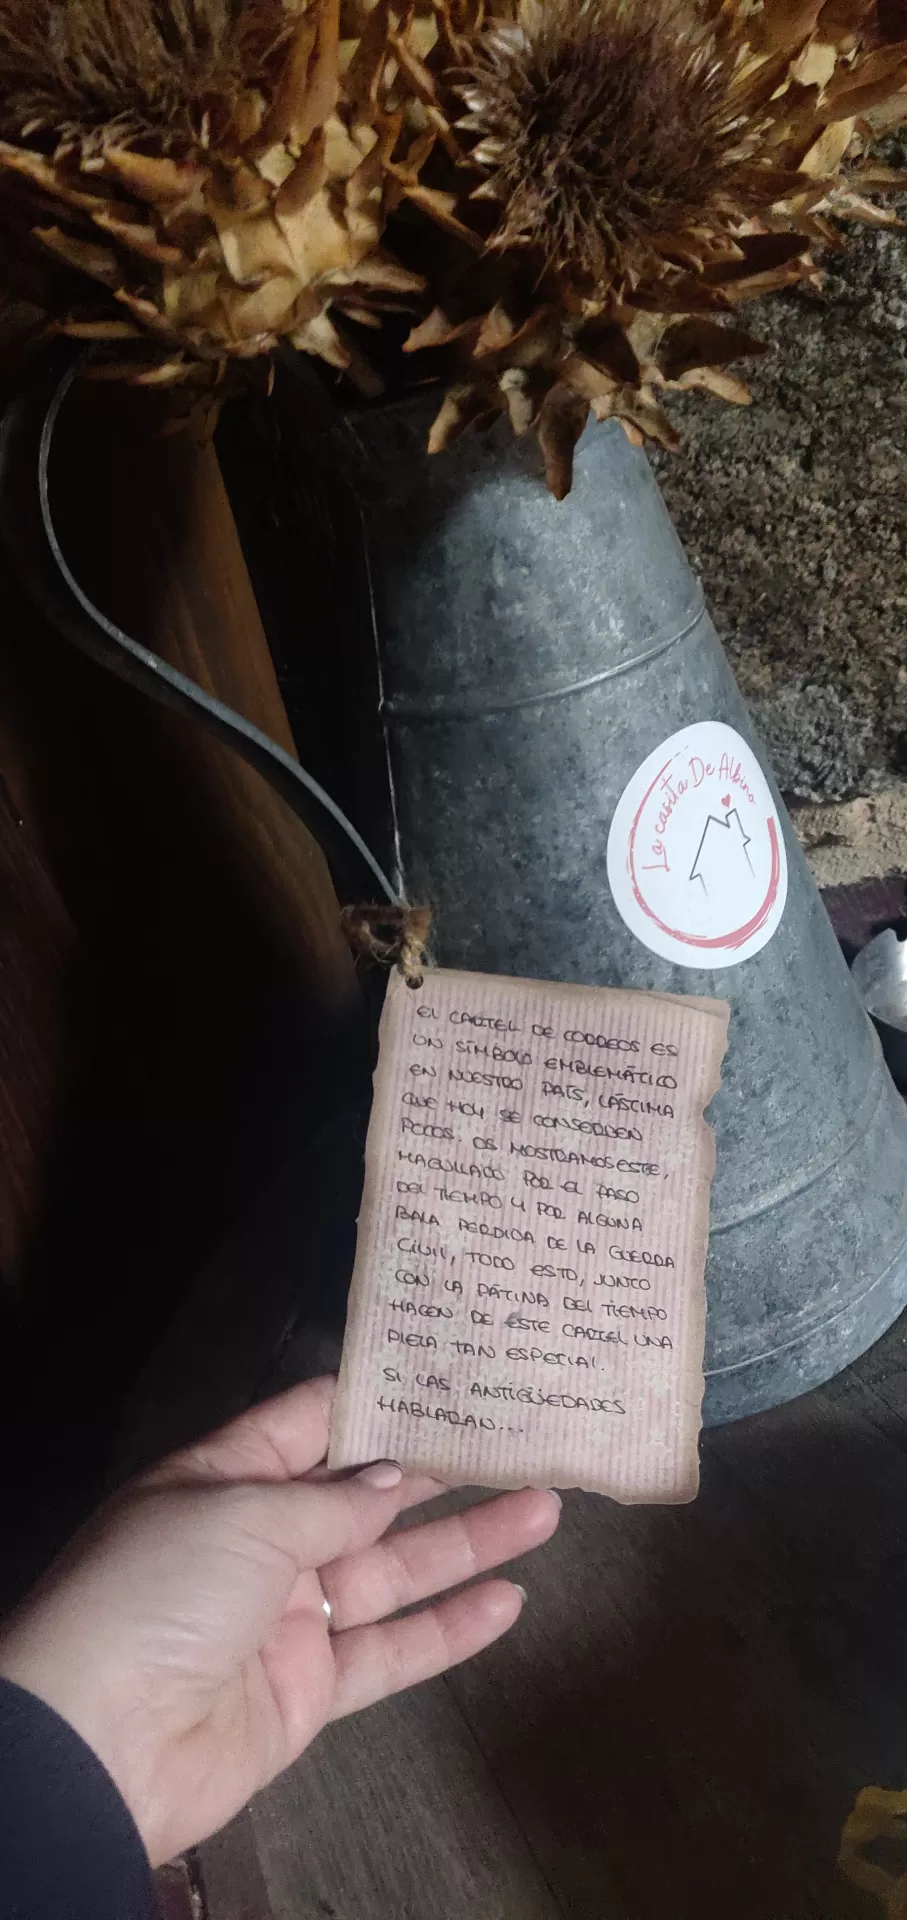 La casita De Albino
EL CARTEL DE CORREOS ES
UN SÍMBOLO EMBLEMÁTICO
EN NUESTRO PAÍS, LÁSTIMA
QUE HOY SE CONSERVEN
POCOS. OS MOSTRAMOS ESTE,
MAGULLADO POR EL PASO
DEL TIEMPO Y POR ALGUNA
BALA PERDIDA DE LA GUERRA
CIVIL, TODO ESTO, JUNTO
CON LA PÁTINA DEL TIEMPO
HACEN DE ESTE CARTEL UNA
PIEZA TAN ESPECIAL.
SI LAS ANTIGÜEDADES
HABLARAN...